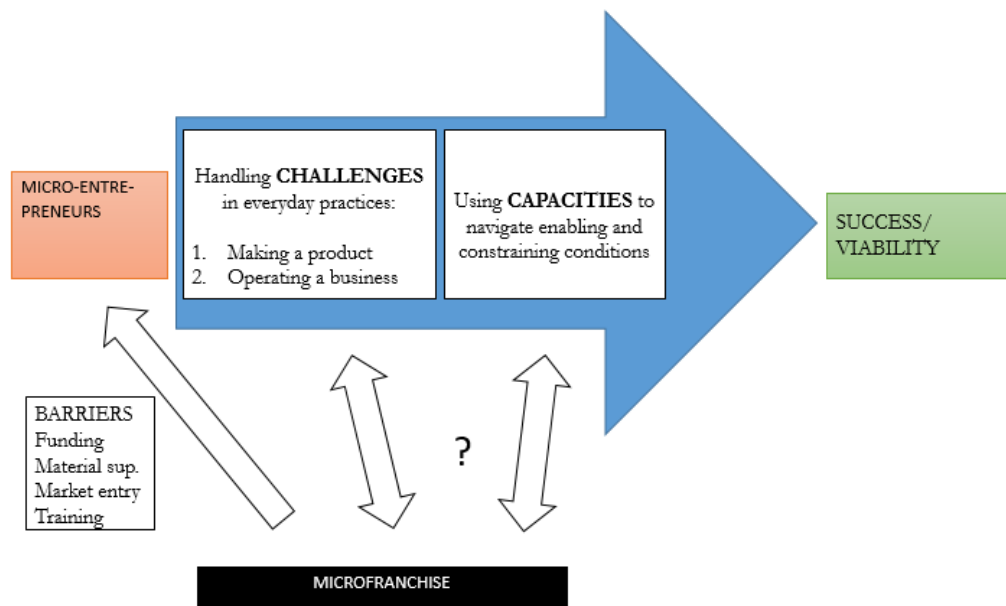 MICRO-ENTRE-
PRENEURS
Handling CHALLENGES
in everyday practices:
1. Making a product
2. Operating a business
Using CAPACITIES to
navigate enabling and
constraining conditions
SUCCESS/
VIABILITY
BARRIERS
Funding
Material sup.
Market entry
Training
?
MICROFRANCHISE